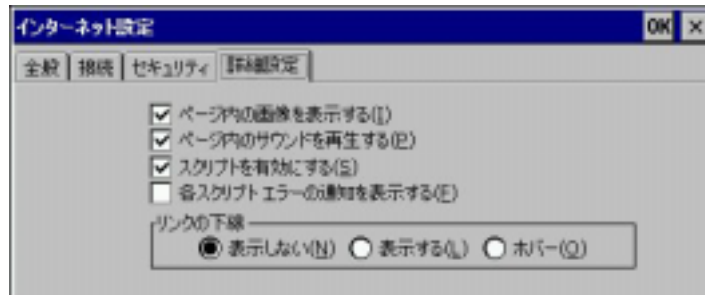 インターネット設定 OK ×
全般 接続 セキュリティ 詳細設定
ページ内の画像を表示する(I)
ページ内のサウンドを再生する(P)
スクリプトを有効にする(S)
各スクリプト エラーの通知を表示する(F)
リンクの下線
表示しない(N) 表示する(L) ホバー(O)